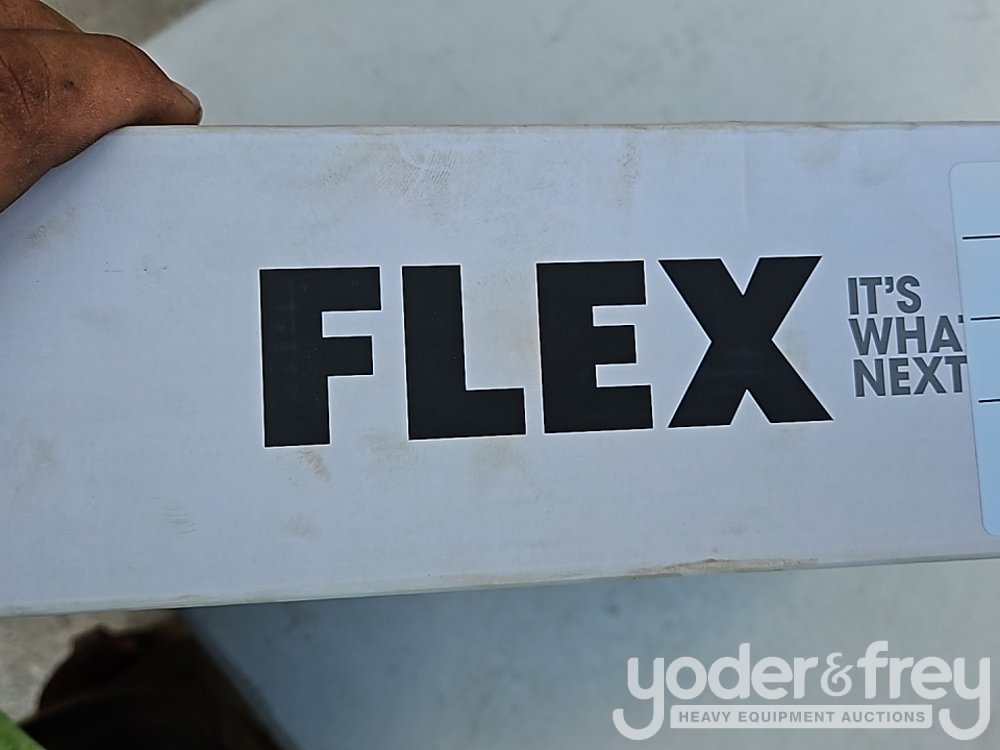 FLEX
IT'S
WHA
NEXT
yoder&frey
HEAVY EQUIPMENT AUCTIONS